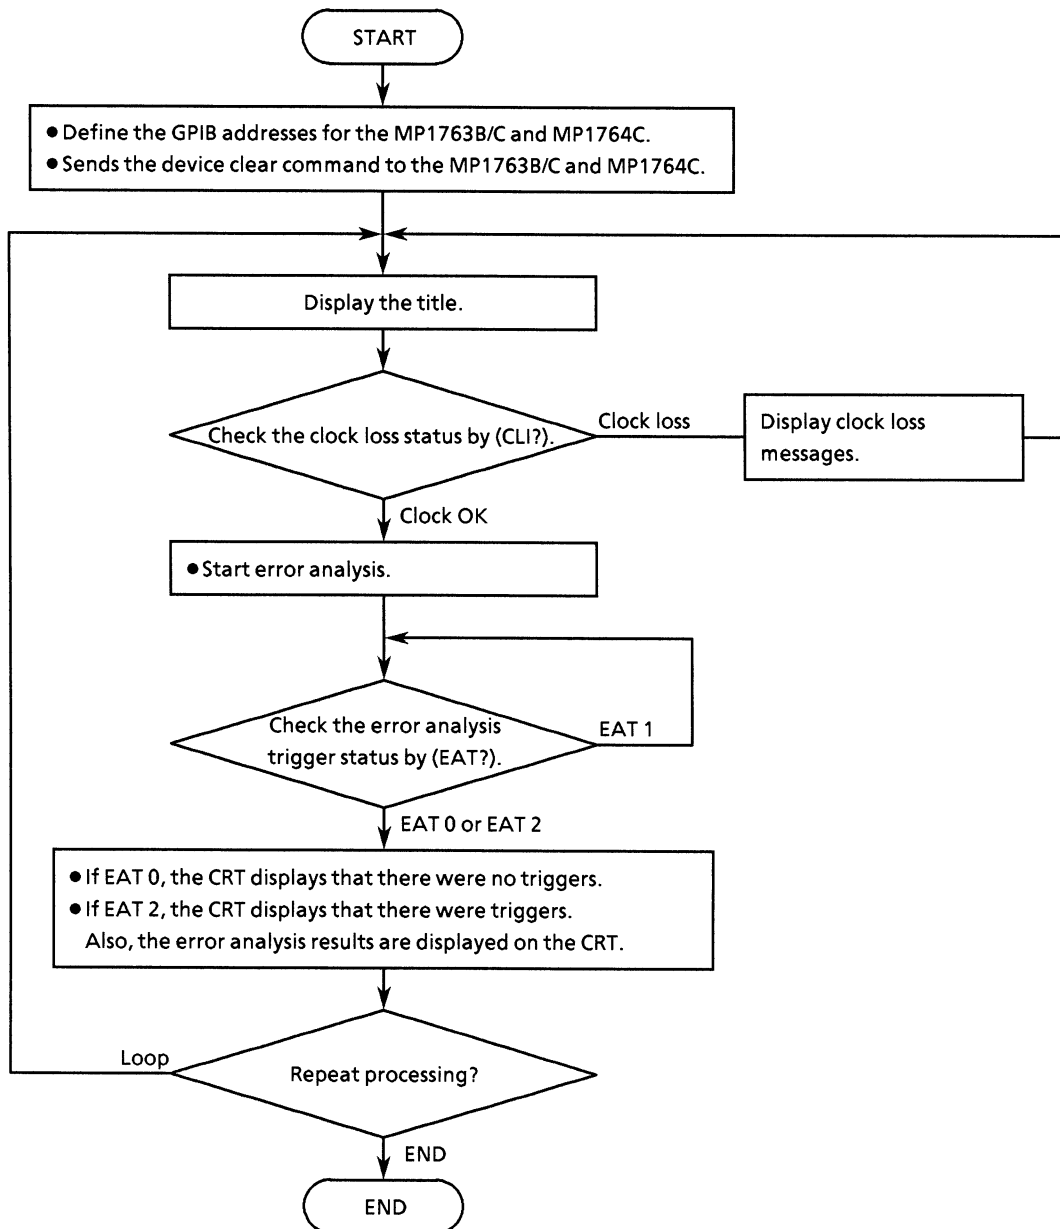 START
● Define the GPIB addresses for the MP1763B/C and MP1764C.
● Sends the device clear command to the MP1763B/C and MP1764C.
Display the title.
Check the clock loss status by (CLI?).
Clock loss
Display clock loss
messages.
Clock OK
● Start error analysis.
Check the error analysis
trigger status by (EAT?).
EAT 1
EAT 0 or EAT 2
● If EAT 0, the CRT displays that there were no triggers.
● If EAT 2, the CRT displays that there were triggers.
Also, the error analysis results are displayed on the CRT.
Loop
Repeat processing?
END
END